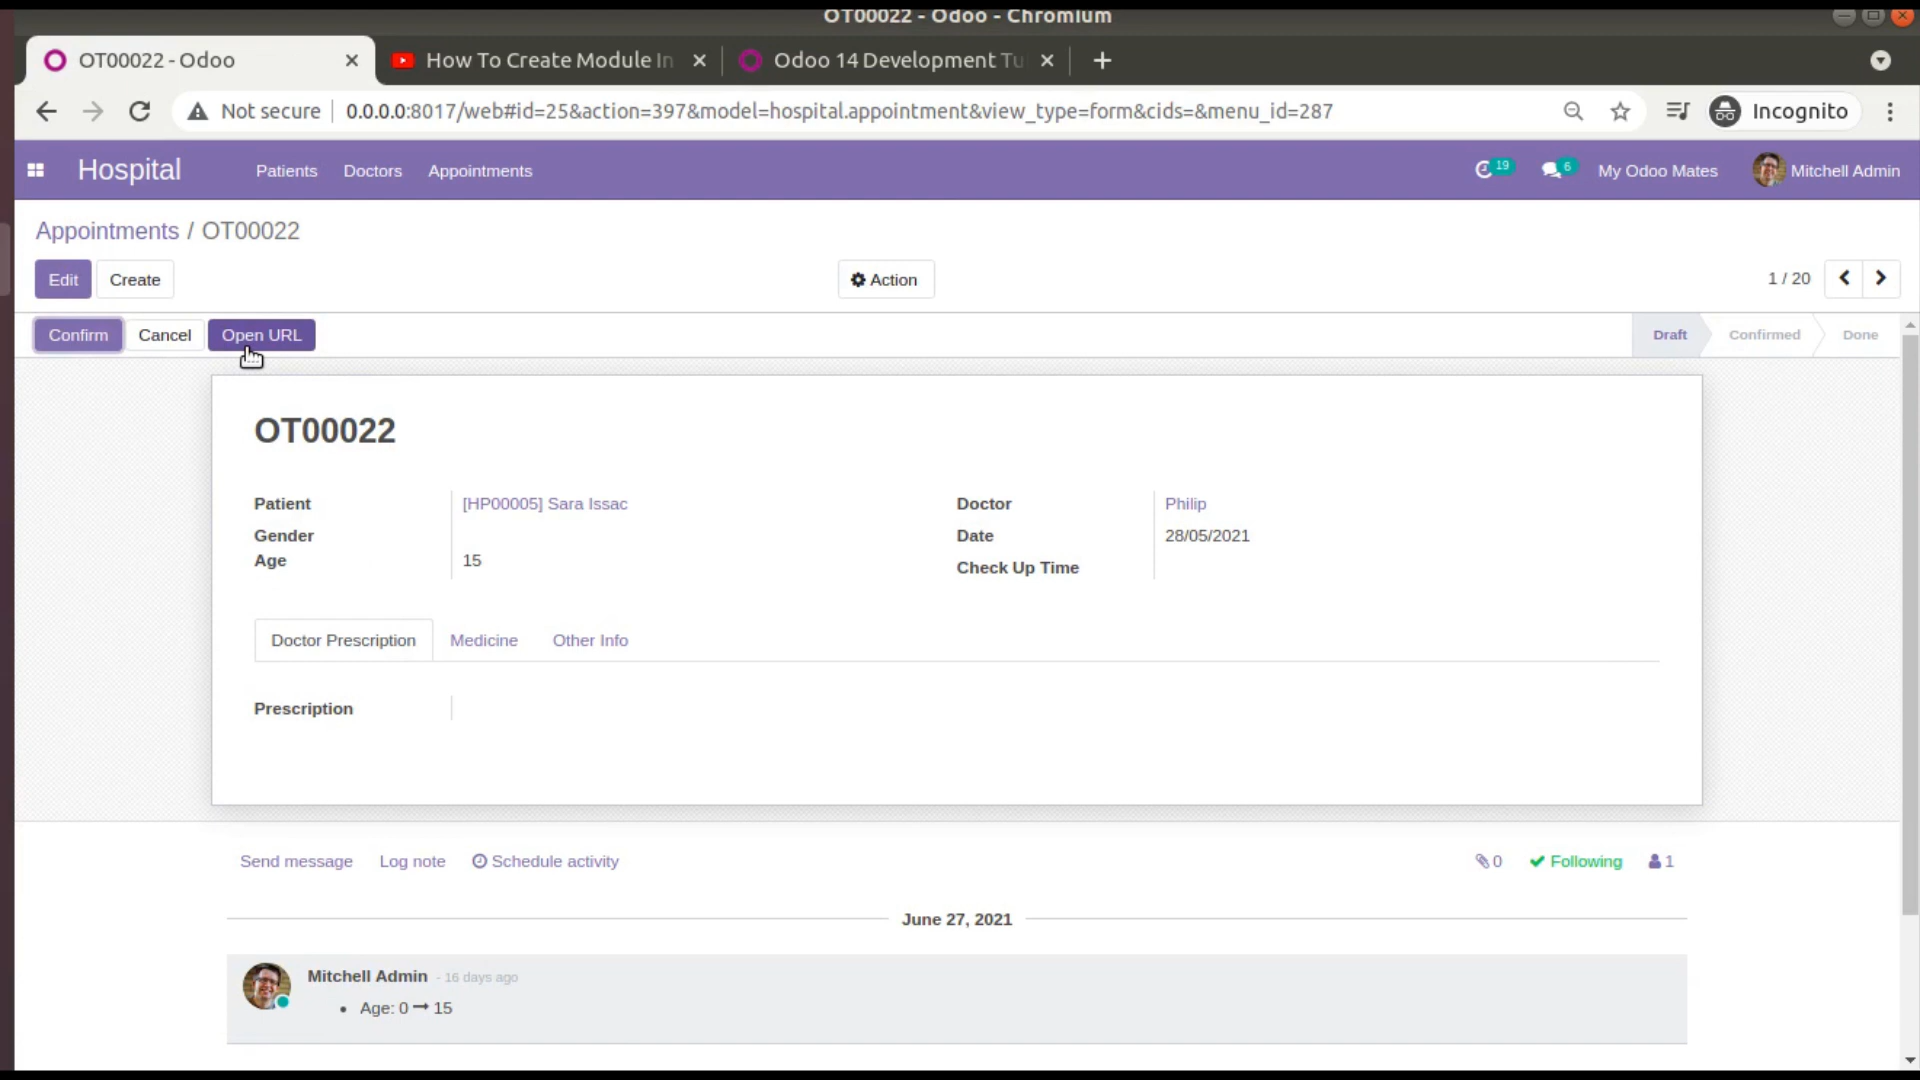 OT00022 - Odoo - Chromium
OT00022 - Odoo
How To Create Module In
Odoo 14 Development Tu
Not secure
0.0.0.0:8017/web#id=25&action=397&model=hospital.appointment&view_type=form&cids=&menu_id=287
Incognito
Hospital
Patients
Doctors
Appointments
19
6
My Odoo Mates
Mitchell Admin
Appointments / OT00022
Edit
Create
Action
1 / 20
Confirm
Cancel
Open URL
Draft
Confirmed
Done
OT00022
Patient
[HP00005] Sara Issac
Gender
Age
15
Doctor
Philip
Date
28/05/2021
Check Up Time
Doctor Prescription
Medicine
Other Info
Prescription
Send message
Log note
Schedule activity
0
Following
1
June 27, 2021
Mitchell Admin - 16 days ago
• Age: 0 → 15